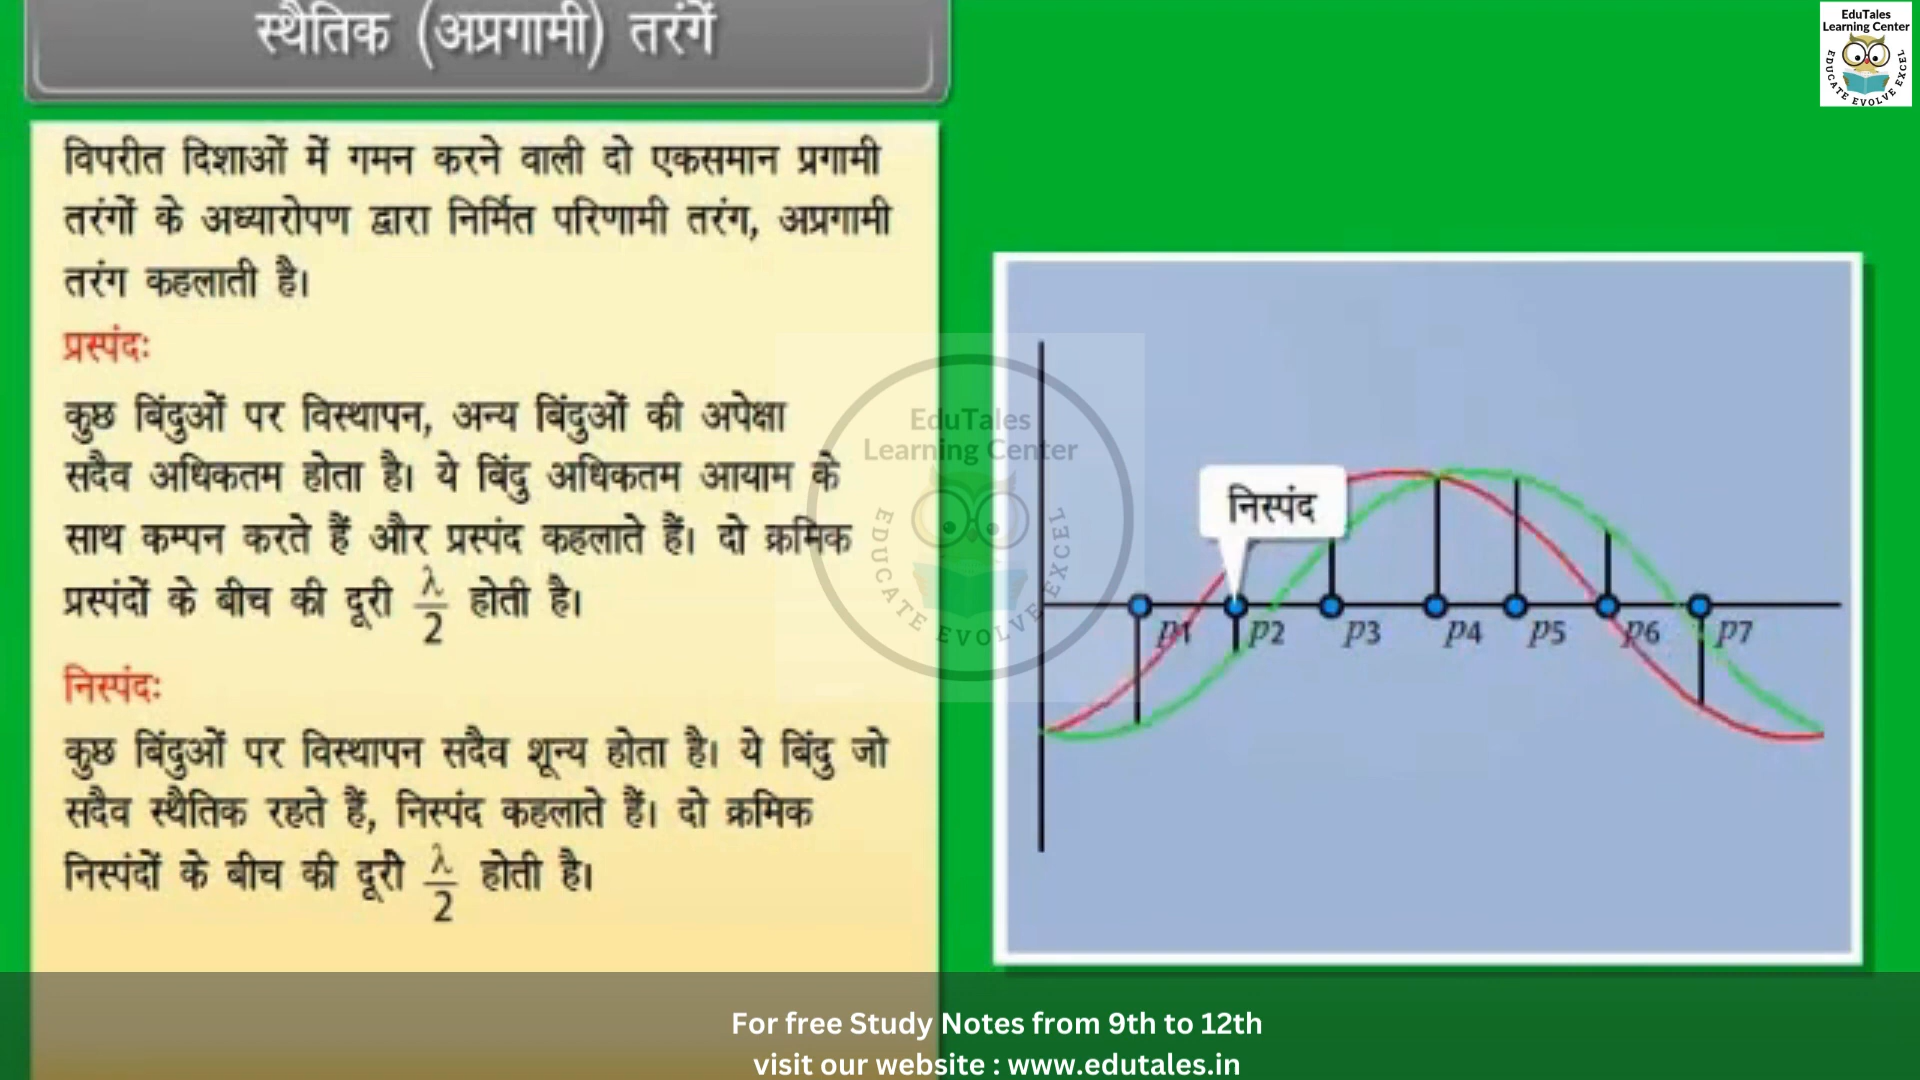 स्थैतिक (अप्रगामी) तरंगें
EduTales
Learning Center
EDUCATE EVOLVE EXCEL
विपरीत दिशाओं में गमन करने वाली दो एकसमान प्रगामी
तरंगों के अध्यारोपण द्वारा निर्मित परिणामी तरंग, अप्रगामी
तरंग कहलाती है।
प्रस्पंदः
कुछ बिंदुओं पर विस्थापन, अन्य बिंदुओं की अपेक्षा
सदैव अधिकतम होता है। ये बिंदु अधिकतम आयाम के
साथ कम्पन करते हैं और प्रस्पंद कहलाते हैं। दो क्रमिक
प्रस्पंदों के बीच की दूरी λ/2 होती है।
निस्पंदः
कुछ बिंदुओं पर विस्थापन सदैव शून्य होता है। ये बिंदु जो
सदैव स्थैतिक रहते हैं, निस्पंद कहलाते हैं। दो क्रमिक
निस्पंदों के बीच की दूरी λ/2 होती है।
EduTales
Learning Center
EDUCATE EVOLVE EXCEL
निस्पंद
p1 p2 p3 p4 p5 p6 p7
For free Study Notes from 9th to 12th
visit our website : www.edutales.in